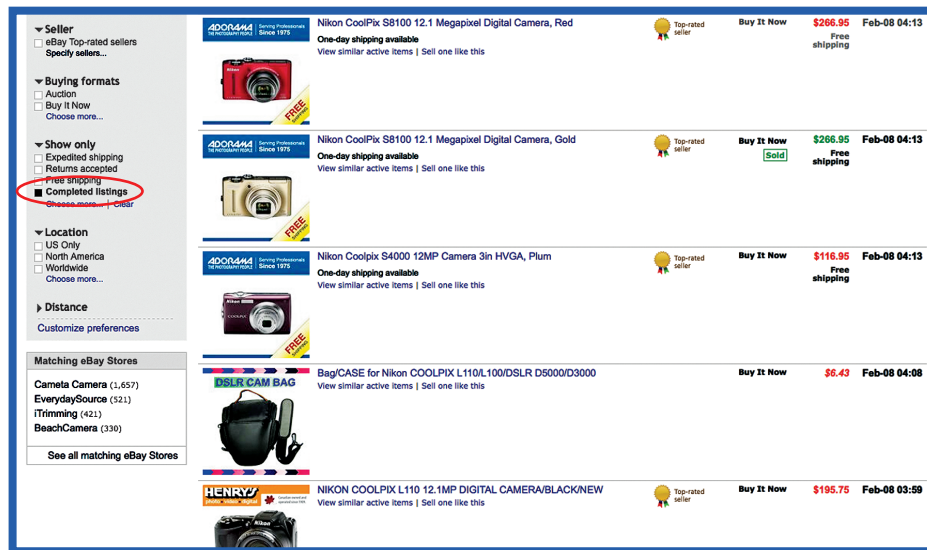 Seller
eBay Top-rated sellers
Specify sellers...
Buying formats
Auction
Buy It Now
Choose more...
Show only
Expedited shipping
Returns accepted
Free shipping
Completed listings
Choose more... | Clear
Location
US Only
North America
Worldwide
Choose more...
Distance
Customize preferences
Matching eBay Stores
Cameta Camera (1,657)
EverydaySource (521)
iTrimming (421)
BeachCamera (330)
See all matching eBay Stores
ADORAMA Serving Professionals
THE PHOTOGRAPHY PEOPLE Since 1975
Nikon
FREE
SHIPPING
Nikon CoolPix S8100 12.1 Megapixel Digital Camera, Red
One-day shipping available
View similar active items | Sell one like this
Top-rated
seller
Buy It Now
$266.95
Free
shipping
Feb-08 04:13
ADORAMA Serving Professionals
THE PHOTOGRAPHY PEOPLE Since 1975
FREE
SHIPPING
Nikon CoolPix S8100 12.1 Megapixel Digital Camera, Gold
One-day shipping available
View similar active items | Sell one like this
Top-rated
seller
Buy It Now
Sold
$266.95
Free
shipping
Feb-08 04:13
ADORAMA Serving Professionals
THE PHOTOGRAPHY PEOPLE Since 1975
Nikon
COOLPIX
FREE
SHIPPING
Nikon Coolpix S4000 12MP Camera 3in HVGA, Plum
One-day shipping available
View similar active items | Sell one like this
Top-rated
seller
Buy It Now
$116.95
Free
shipping
Feb-08 04:13
DSLR CAM BAG
Bag/CASE for Nikon COOLPIX L110/L100/DSLR D5000/D3000
View similar active items | Sell one like this
Buy It Now
$6.43
Feb-08 04:08
HENRY'S
photo · video · digital
Nikon
NIKON COOLPIX L110 12.1MP DIGITAL CAMERA/BLACK/NEW
View similar active items | Sell one like this
Top-rated
seller
Buy It Now
$195.75
Feb-08 03:59